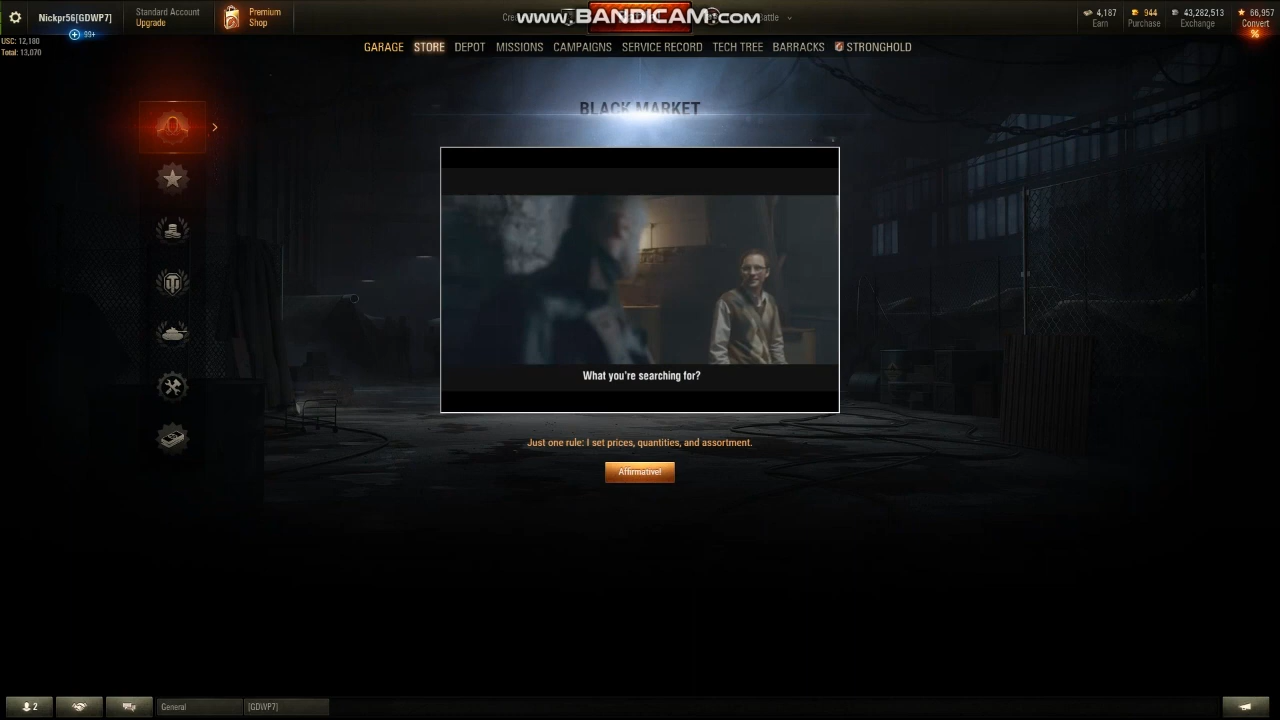 Nickpr56[GDWP7]
99+
Standard Account
Upgrade
Premium
Shop
www.BANDICAM.com
Battle
4,187
Earn
944
Purchase
43,282,513
Exchange
66,957
Convert
%
USC: 12,180
Total: 13,070
GARAGE STORE DEPOT MISSIONS CAMPAIGNS SERVICE RECORD TECH TREE BARRACKS STRONGHOLD
BLACK MARKET
What you're searching for?
Just one rule: I set prices, quantities, and assortment.
Affirmative!
2
General
[GDWP7]